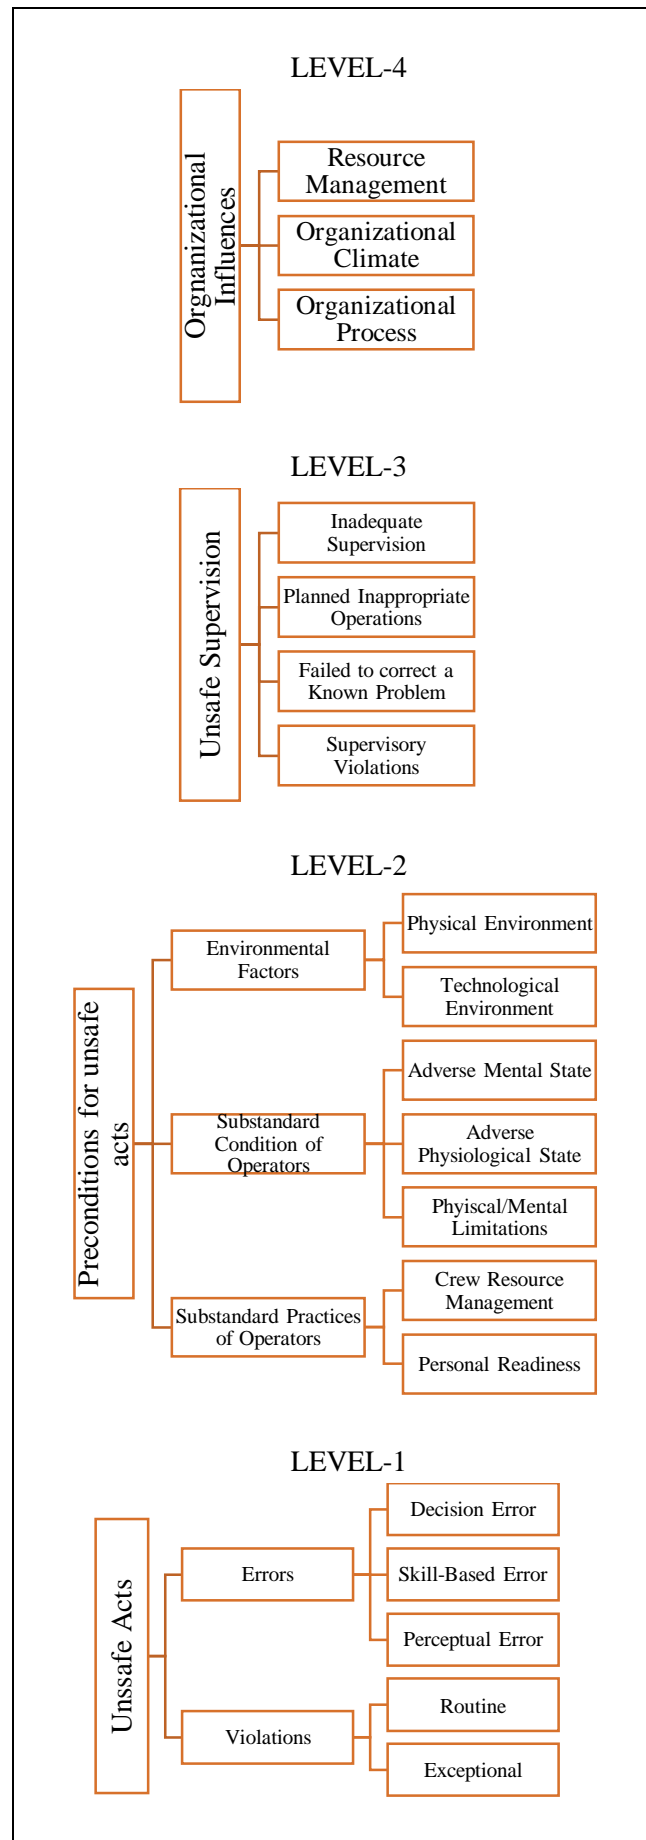 LEVEL-4
Orgnanizational
Influences
Resource
Management
Organizational
Climate
Organizational
Process
LEVEL-3
Unsafe Supervision
Inadequate
Supervision
Planned Inappropriate
Operations
Failed to correct a
Known Problem
Supervisory
Violations
LEVEL-2
Preconditions for unsafe
acts
Environmental
Factors
Physical Environment
Technological
Environment
Substandard
Condition of
Operators
Adverse Mental State
Adverse
Physiological State
Phyiscal/Mental
Limitations
Substandard Practices
of Operators
Crew Resource
Management
Personal Readiness
LEVEL-1
Unssafe Acts
Errors
Decision Error
Skill-Based Error
Perceptual Error
Violations
Routine
Exceptional